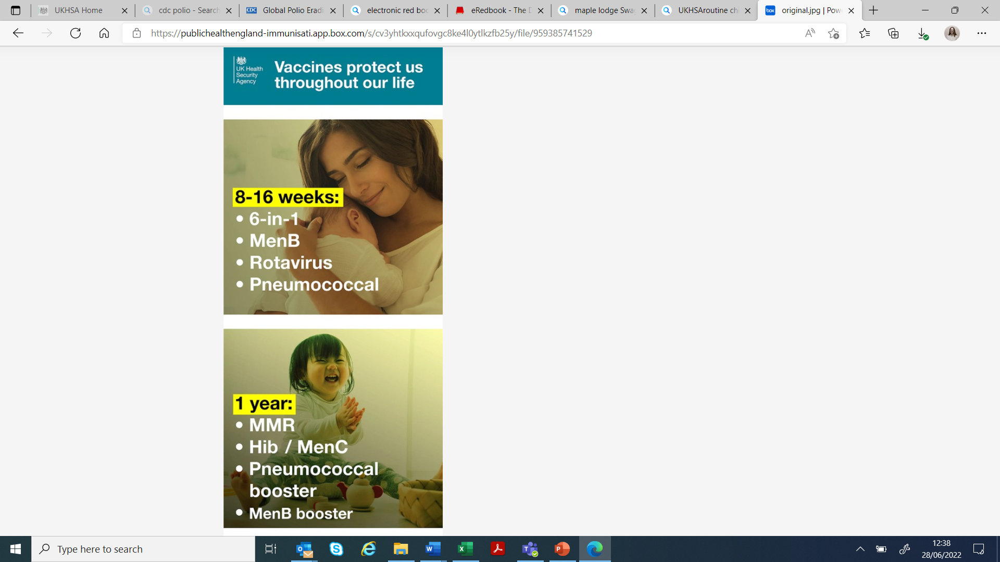 UKHSA Home
cdc polio - Search
Global Polio Eradi
electronic red boo
eRedbook - The D
maple lodge Swa
UKHSAroutine ch
original.jpg | Pow
https://publichealthengland-immunisati.app.box.com/s/cv3yhtkxxqufovgc8ke4l0ytlkzfb25y/file/959385741529
UK Health
Security
Agency
Vaccines protect us
throughout our life
8-16 weeks:
• 6-in-1
• MenB
• Rotavirus
• Pneumococcal
1 year:
• MMR
• Hib / MenC
• Pneumococcal
booster
• MenB booster
Type here to search
12:38
28/06/2022